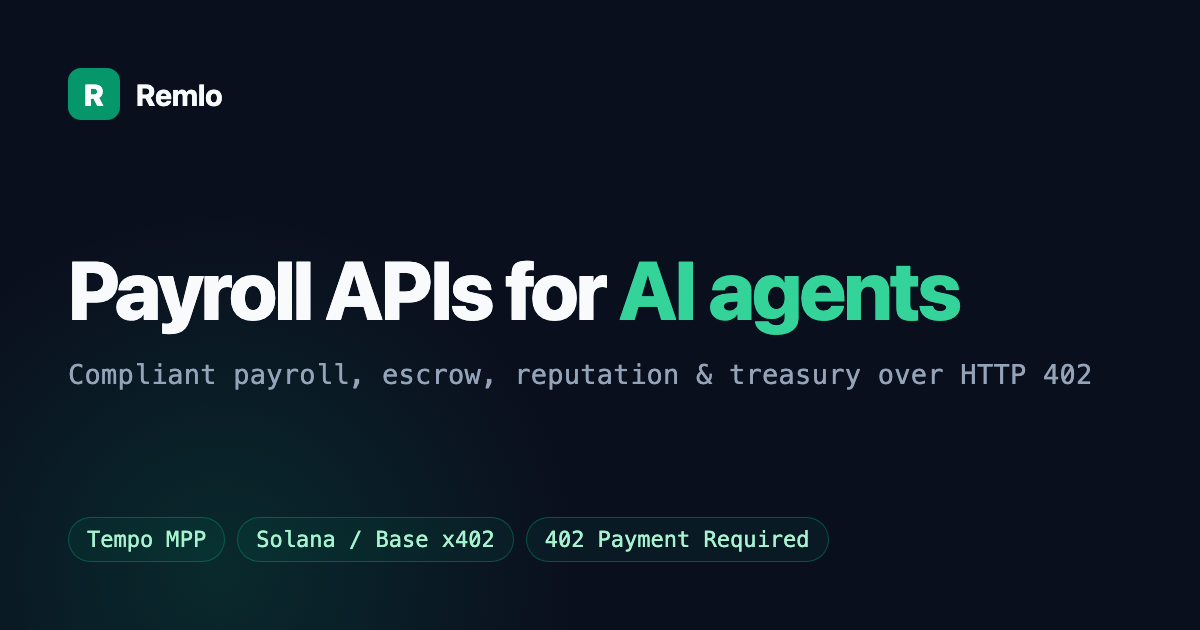 R Remlo
Payroll APIs for AI agents
Compliant payroll, escrow, reputation & treasury over HTTP 402
Tempo MPP Solana / Base x402 402 Payment Required